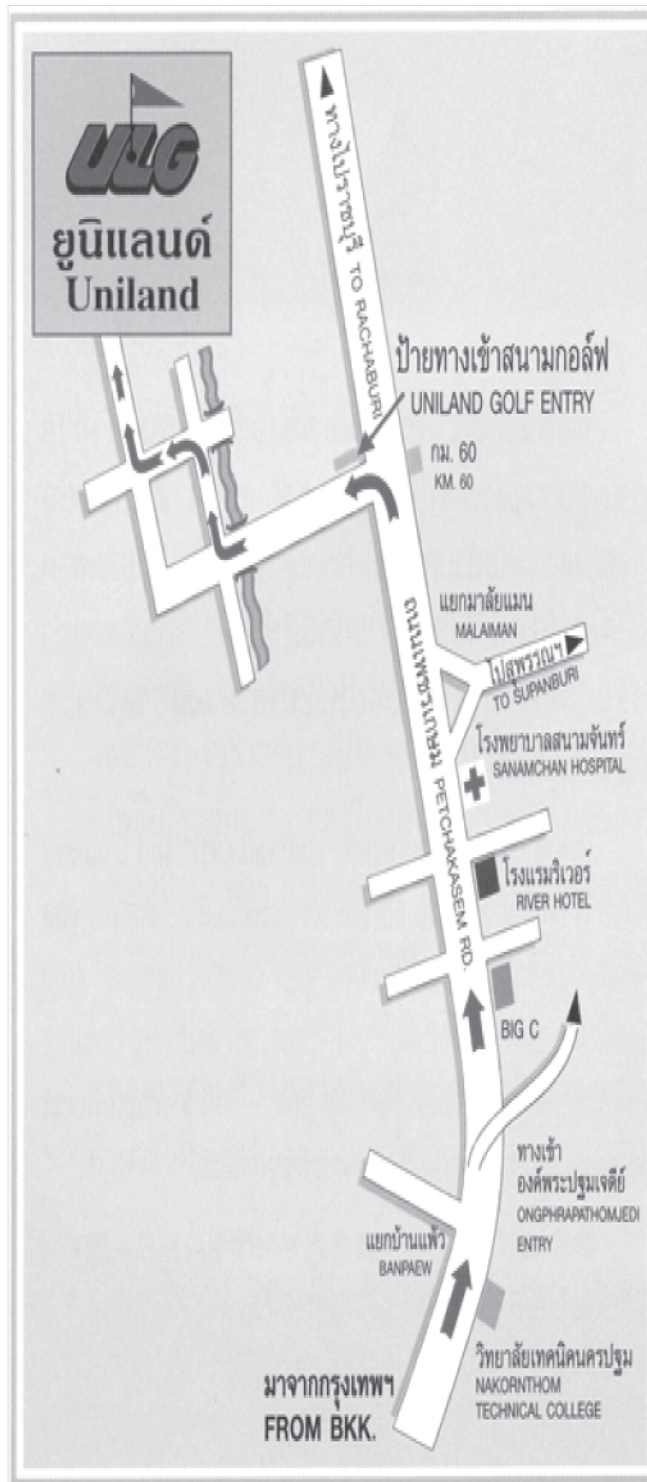 ULG
ยูนิแลนด์
Uniland
ทางไปราชบุรี TO RACHABURI
ป้ายทางเข้าสนามกอล์ฟ
UNILAND GOLF ENTRY
กม. 60
KM. 60
แยกมาลัยแมน
MALAIMAN
ไปสุพรรณฯ
TO SUPANBURI
โรงพยาบาลสนามจันทร์
SANAMCHAN HOSPITAL
ถนนเพชรเกษม PETCHAKASEM RD.
โรงแรมริเวอร์
RIVER HOTEL
BIG C
ทางเข้า
องค์พระปฐมเจดีย์
ONGPHRAPATHOMJEDI
ENTRY
แยกบ้านแพ้ว
BANPAEW
วิทยาลัยเทคนิคนครปฐม
NAKORNTHOM
TECHNICAL COLLEGE
มาจากกรุงเทพฯ
FROM BKK.